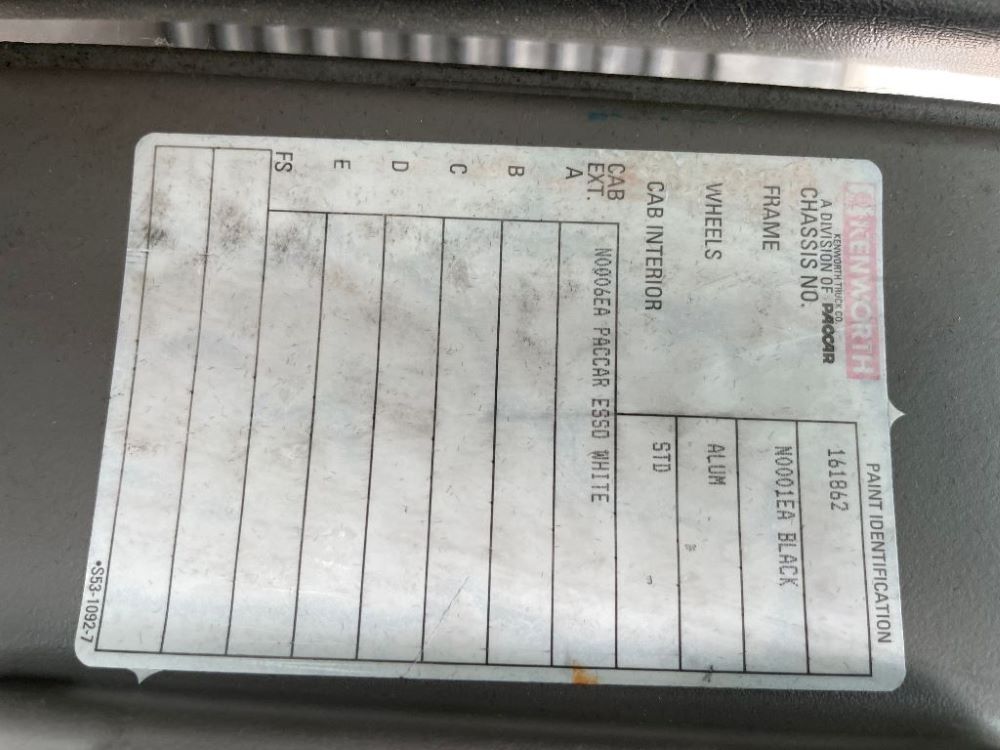 KENWORTH
KENWORTH TRUCK CO.
A DIVISION OF PACCAR
PAINT IDENTIFICATION
CHASSIS NO. 161862
FRAME N0001EA BLACK
WHEELS ALUM
CAB INTERIOR STD
CAB
EXT.
A N0006EA PACCAR ESSD WHITE
B
C
D
E
FS
*S53-1092-7